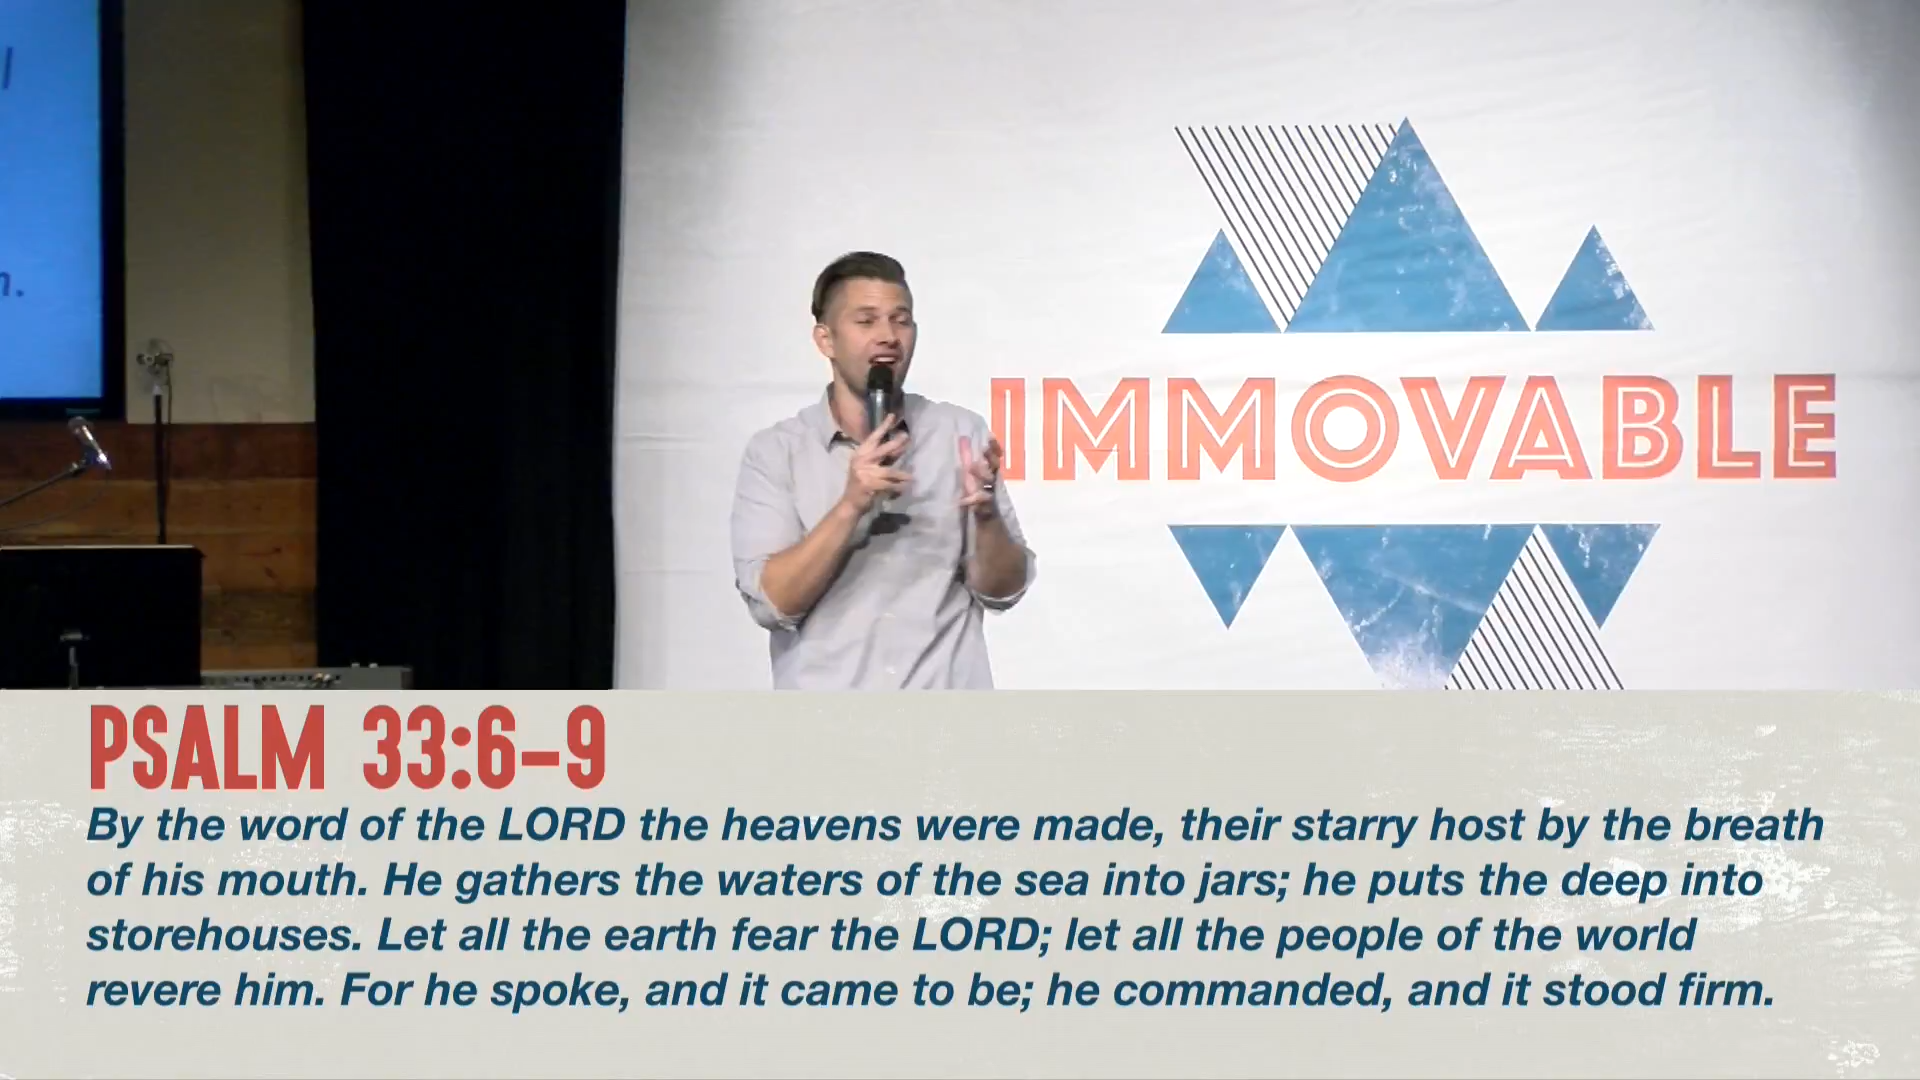 IMMOVABLE
PSALM 33:6–9
By the word of the LORD the heavens were made, their starry host by the breath
of his mouth. He gathers the waters of the sea into jars; he puts the deep into
storehouses. Let all the earth fear the LORD; let all the people of the world
revere him. For he spoke, and it came to be; he commanded, and it stood firm.